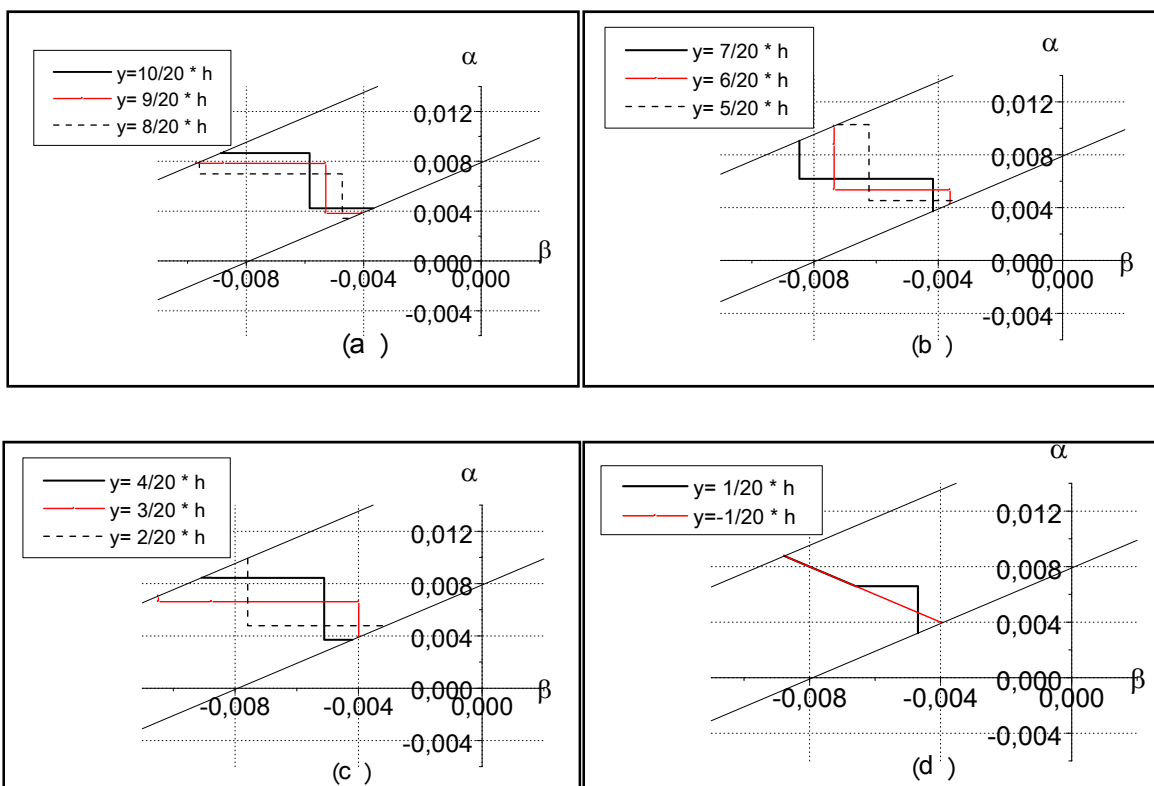 α
y=10/20 * h
y= 9/20 * h
y= 8/20 * h
0,012
0,008
0,004
0,000
β
-0,008
-0,004
0,000
-0,004
(a )
α
y= 7/20 * h
y= 6/20 * h
y= 5/20 * h
0,012
0,008
0,004
0,000
β
-0,008
-0,004
0,000
-0,004
(b )
α
y= 4/20 * h
y= 3/20 * h
y= 2/20 * h
0,012
0,008
0,004
0,000
β
-0,008
-0,004
0,000
-0,004
(c )
α
y= 1/20 * h
y=-1/20 * h
0,012
0,008
0,004
0,000
β
-0,008
-0,004
0,000
-0,004
(d )